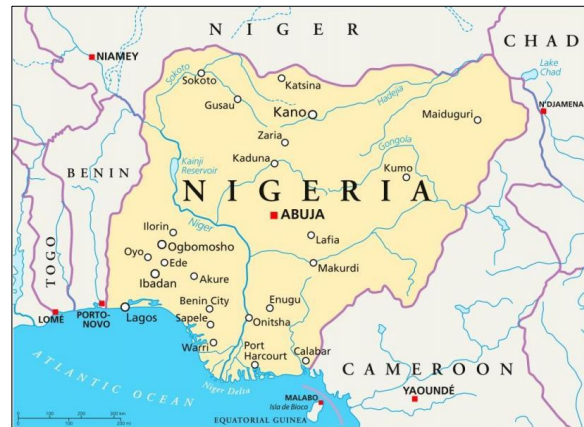 NIGER
CHAD
NIAMEY
Lake
Chad
N'DJAMENA
Sokoto
Sokoto
Katsina
Gusau
Kano
Hadejia
Maiduguri
Zaria
Gongola
Kaduna
Kumo
Kainji
Reservoir
BENIN
NIGERIA
ABUJA
Niger
Ilorin
Ogbomosho
Lafia
Oyo
Ede
Makurdi
Ibadan
Akure
TOGO
Benin City
Enugu
Lagos
PORTO-
NOVO
LOMÉ
Sapele
Onitsha
Warri
Port
Harcourt
Calabar
CAMEROON
ATLANTIC OCEAN
Niger Delta
MALABO
Isla de Bioco
YAOUNDÉ
EQUATORIAL GUINEA